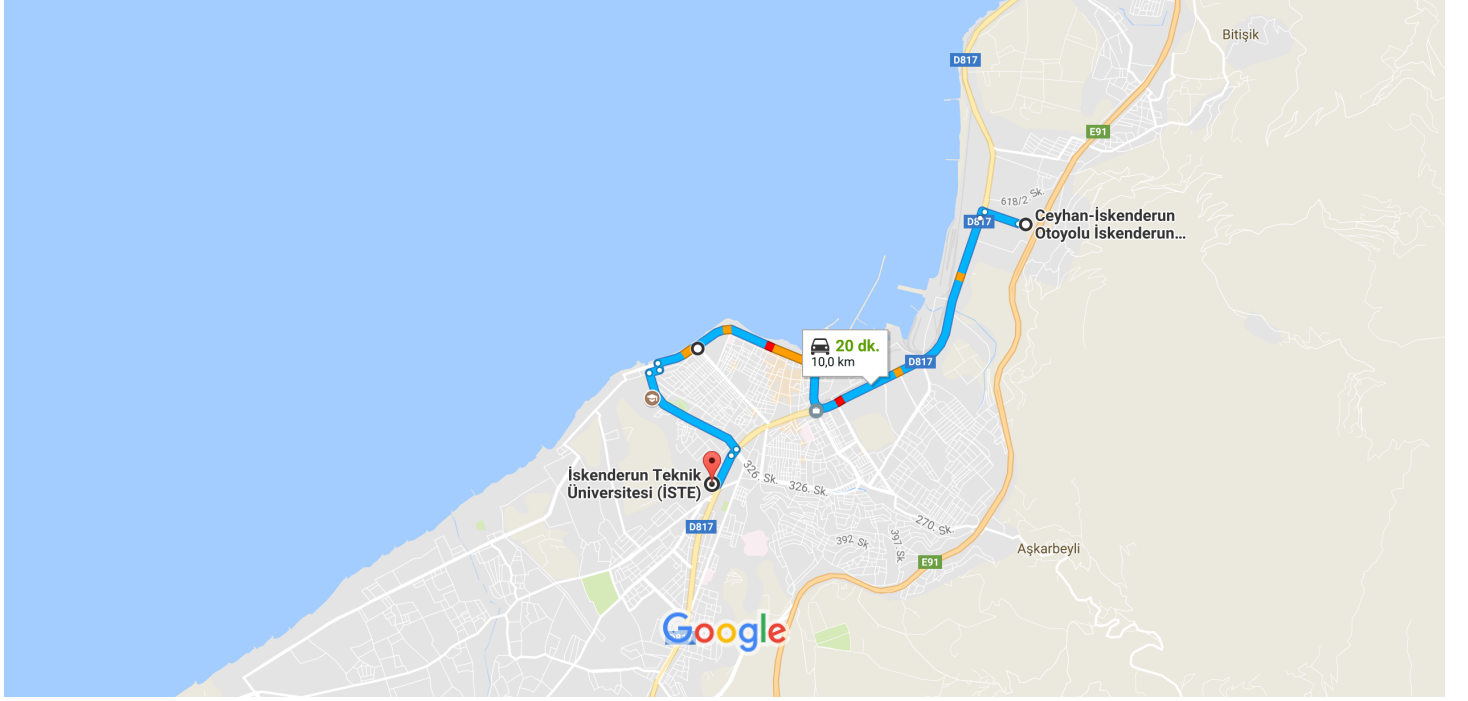 Bitişik
D817
E91
618/2 Sk.
D817
Ceyhan-İskenderun
Otoyolu İskenderun...
20 dk.
10,0 km
D817
İskenderun Teknik
Üniversitesi (İSTE)
326. Sk.
326. Sk.
D817
270. Sk.
392 Sk
397. Sk.
Aşkarbeyli
E91
Google